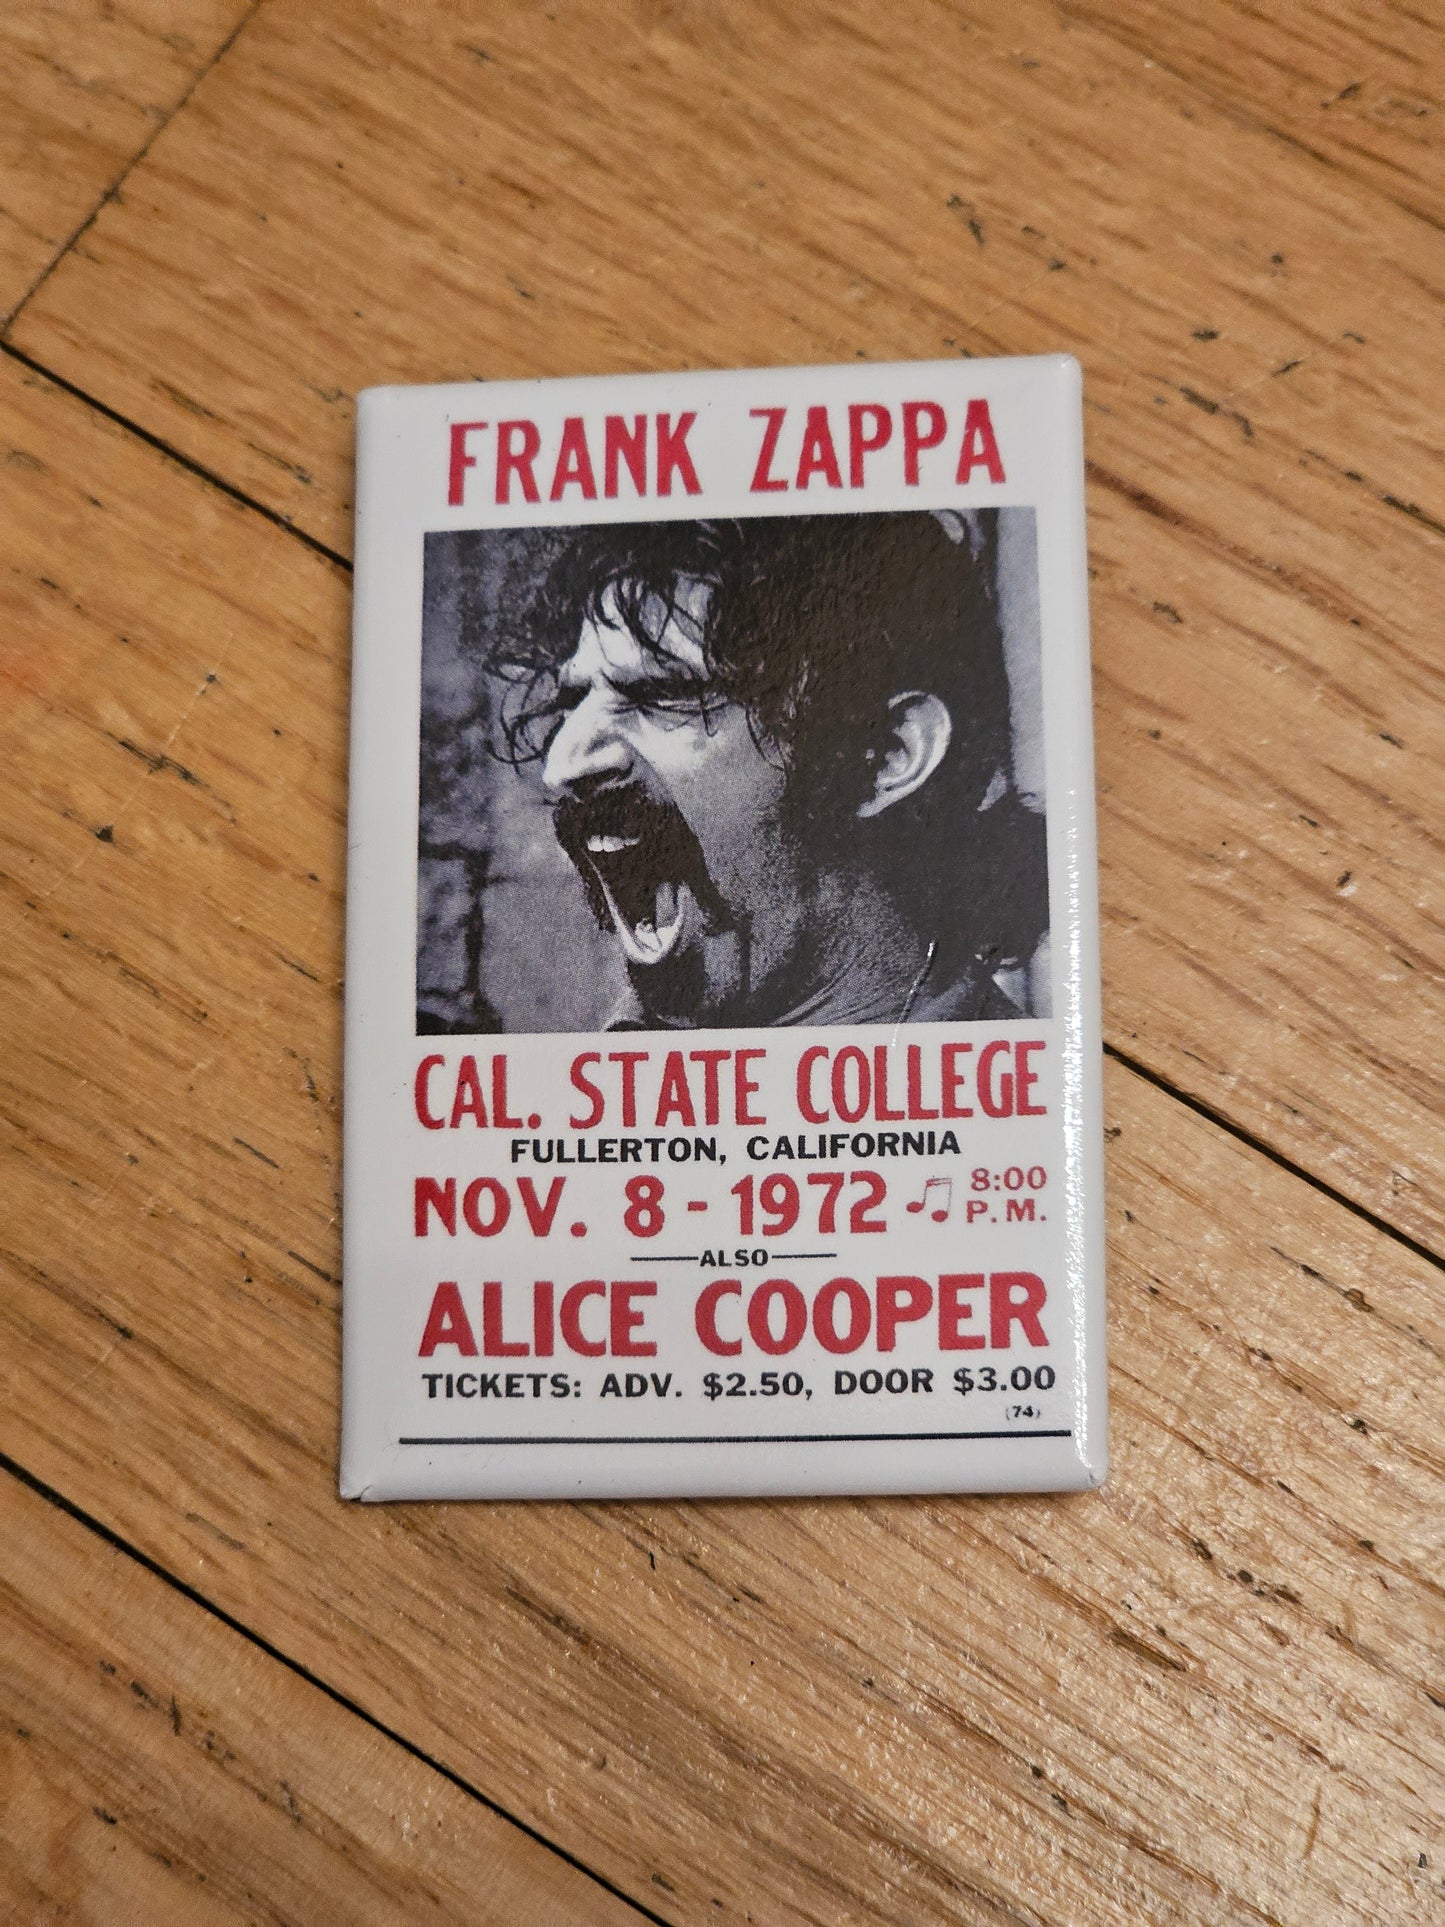 FRANK ZAPPA
CAL. STATE COLLEGE
FULLERTON, CALIFORNIA
NOV. 8 - 1972 ♫ 8:00 P.M.
ALSO
ALICE COOPER
TICKETS: ADV. $2.50, DOOR $3.00
(74)